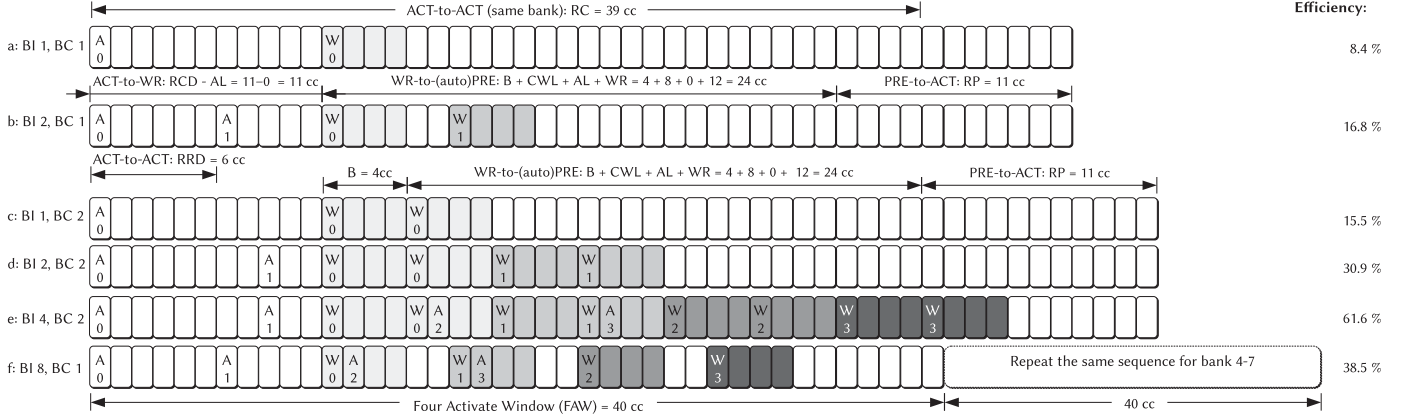 ACT-to-ACT (same bank): RC = 39 cc
Efficiency:
a: BI 1, BC 1 A 0 W 0 8.4 %
ACT-to-WR: RCD - AL = 11–0 = 11 cc WR-to-(auto)PRE: B + CWL + AL + WR = 4 + 8 + 0 + 12 = 24 cc PRE-to-ACT: RP = 11 cc
b: BI 2, BC 1 A 0 A 1 W 0 W 1 16.8 %
ACT-to-ACT: RRD = 6 cc
B = 4cc WR-to-(auto)PRE: B + CWL + AL + WR = 4 + 8 + 0 + 12 = 24 cc PRE-to-ACT: RP = 11 cc
c: BI 1, BC 2 A 0 W 0 W 0 15.5 %
d: BI 2, BC 2 A 0 A 1 W 0 W 0 W 1 W 1 30.9 %
e: BI 4, BC 2 A 0 A 1 W 0 W 0 A 2 W 1 W 1 A 3 W 2 W 2 W 3 W 3 61.6 %
f: BI 8, BC 1 A 0 A 1 W 0 A 2 W 1 A 3 W 2 W 3 Repeat the same sequence for bank 4-7 38.5 %
Four Activate Window (FAW) = 40 cc 40 cc